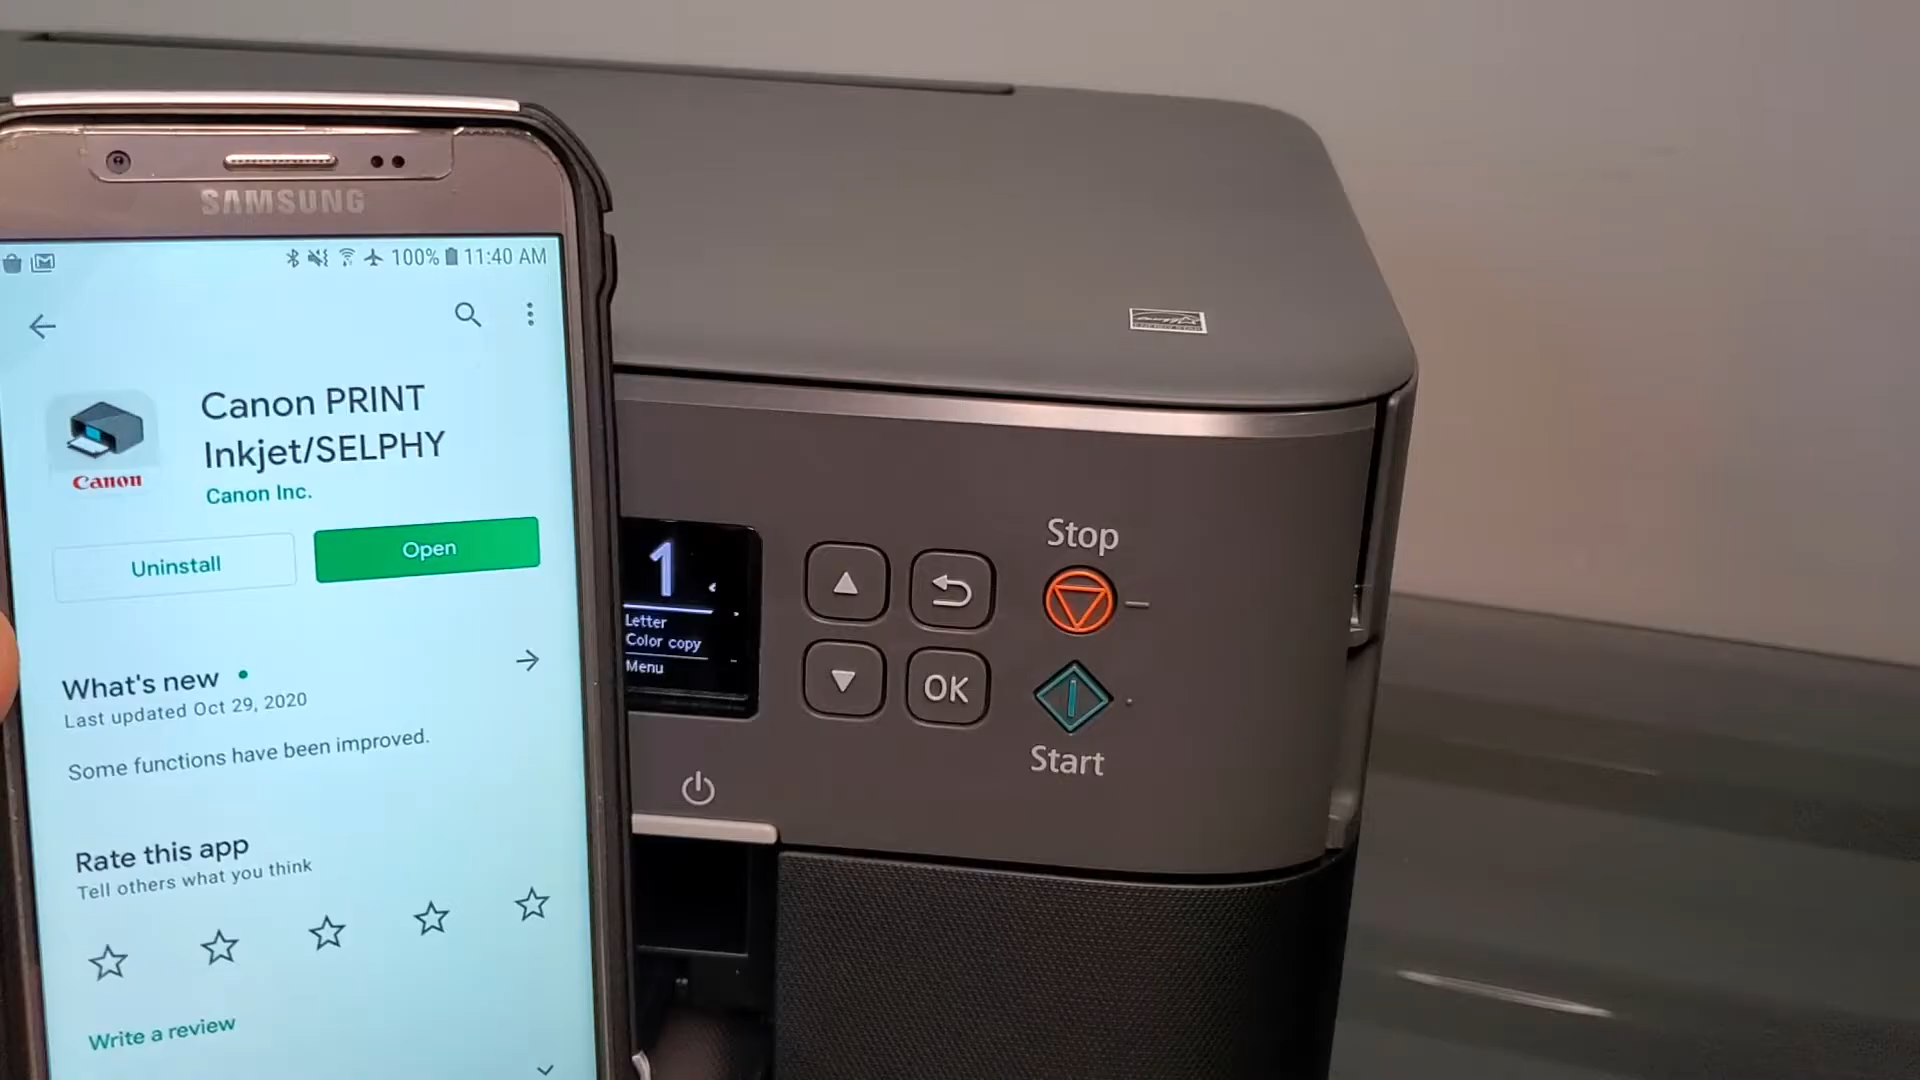 SAMSUNG
100% 11:40 AM
Canon PRINT
Inkjet/SELPHY
Canon
Canon Inc.
Uninstall
Open
What's new
Last updated Oct 29, 2020
Some functions have been improved.
Rate this app
Tell others what you think
Write a review
1
Letter
Color copy
Menu
OK
Stop
Start